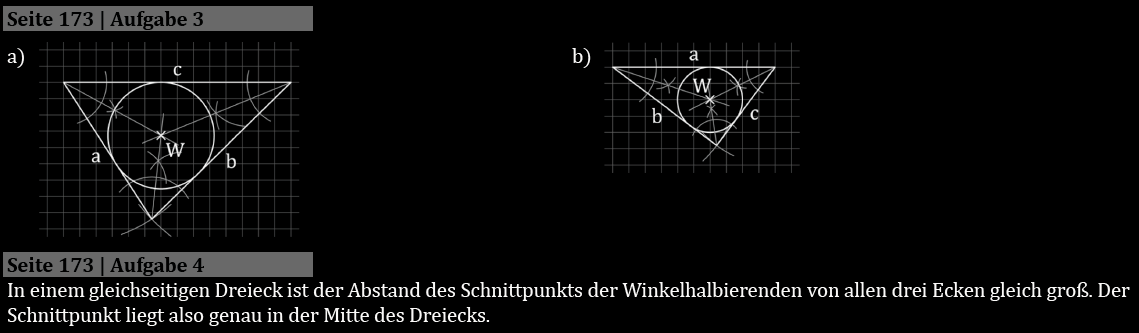 Seite 173 | Aufgabe 3
a)
c
a
W
b
b)
a
W
b
c
Seite 173 | Aufgabe 4
In einem gleichseitigen Dreieck ist der Abstand des Schnittpunkts der Winkelhalbierenden von allen drei Ecken gleich groß. Der
Schnittpunkt liegt also genau in der Mitte des Dreiecks.